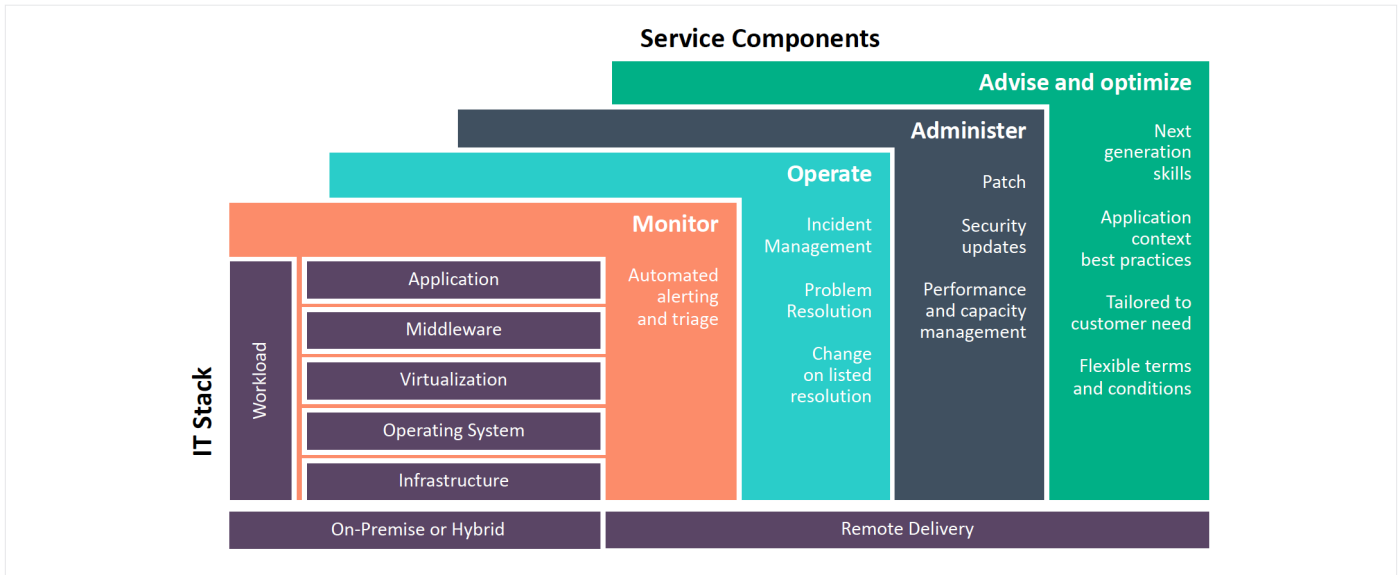 Service Components
Advise and optimize
Next
generation
skills
Application
context
best practices
Tailored to
customer need
Flexible terms
and conditions
Administer
Patch
Security
updates
Performance
and capacity
management
Operate
Incident
Management
Problem
Resolution
Change
on listed
resolution
Monitor
Automated
alerting
and triage
IT Stack
Workload
Application
Middleware
Virtualization
Operating System
Infrastructure
On-Premise or Hybrid
Remote Delivery